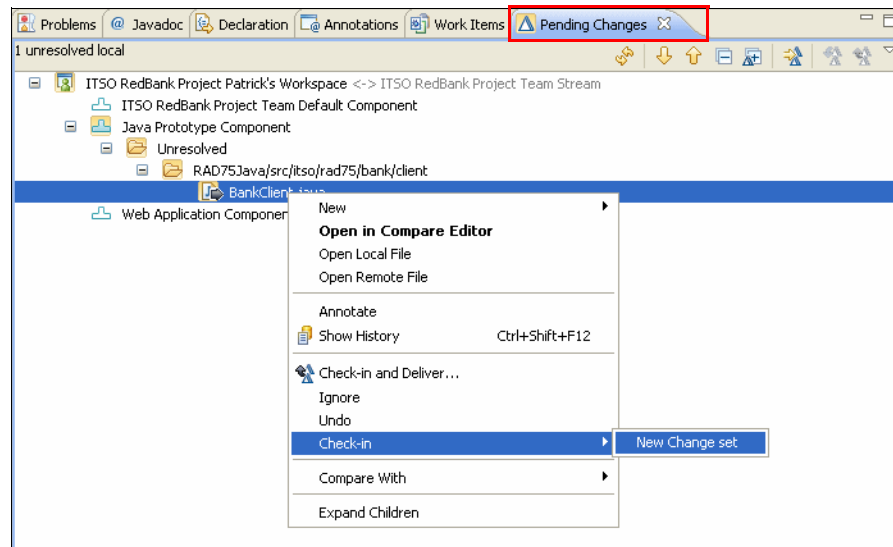 Problems @ Javadoc Declaration Annotations Work Items Pending Changes
1 unresolved local
ITSO RedBank Project Patrick's Workspace <-> ITSO RedBank Project Team Stream
ITSO RedBank Project Team Default Component
Java Prototype Component
Unresolved
RAD75Java/src/itso/rad75/bank/client
BankClient.java
Web Application Componen
New
Open in Compare Editor
Open Local File
Open Remote File
Annotate
Show History Ctrl+Shift+F12
Check-in and Deliver...
Ignore
Undo
Check-in
New Change set
Compare With
Expand Children